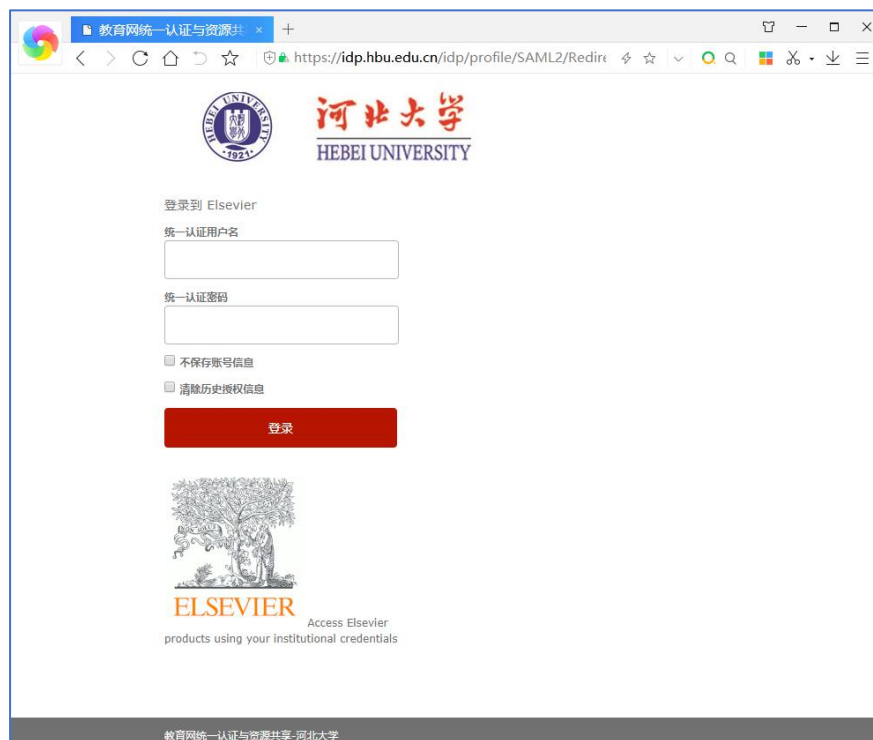 教育网统一认证与资源共
https://idp.hbu.edu.cn/idp/profile/SAML2/Redire
HEBEI UNIVERSITY
·1921·
河北大学
HEBEI UNIVERSITY
登录到 Elsevier
统一认证用户名
统一认证密码
不保存账号信息
清除历史授权信息
登录
ELSEVIER
Access Elsevier
products using your institutional credentials
教育网统一认证与资源共享-河北大学